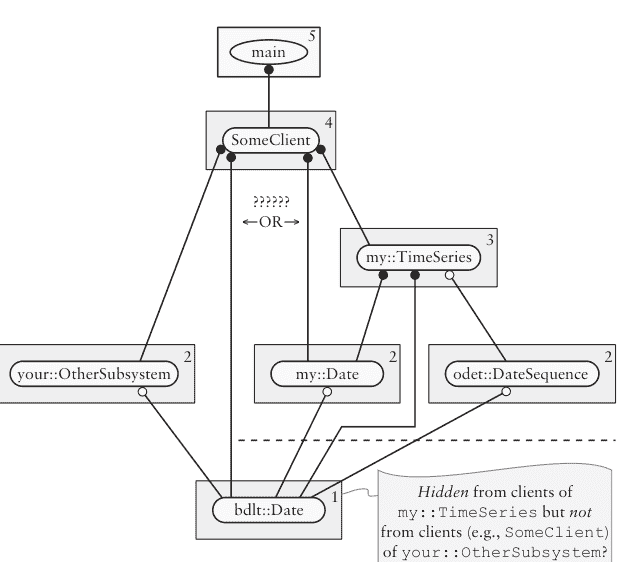 main
5
SomeClient
4
??????
←OR→
my::TimeSeries
3
your::OtherSubsystem
2
my::Date
2
odet::DateSequence
2
bdlt::Date
1
Hidden from clients of
my::TimeSeries but not
from clients (e.g., SomeClient)
of your::OtherSubsystem?